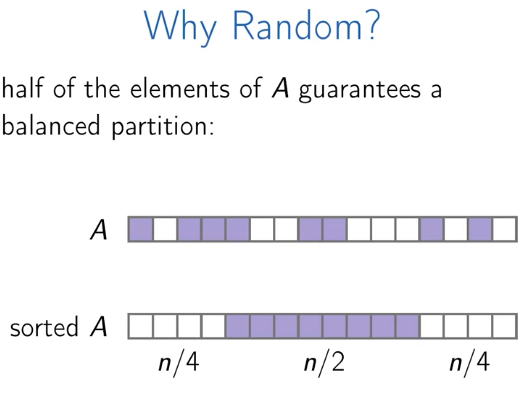 Why Random?
half of the elements of A guarantees a
balanced partition:
A
sorted A
n/4 n/2 n/4